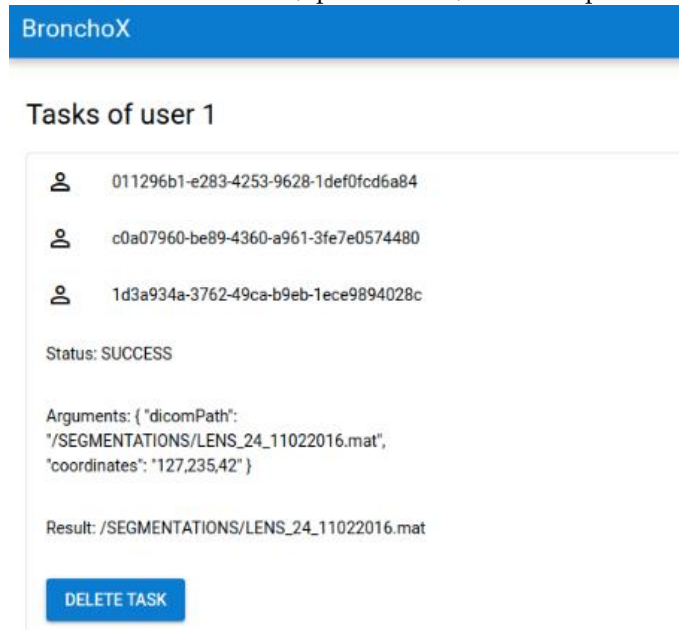 BronchoX
Tasks of user 1
011296b1-e283-4253-9628-1def0fcd6a84
c0a07960-be89-4360-a961-3fe7e0574480
1d3a934a-3762-49ca-b9eb-1ece9894028c
Status: SUCCESS
Arguments: { "dicomPath":
"/SEGMENTATIONS/LENS_24_11022016.mat",
"coordinates": "127,235,42" }
Result: /SEGMENTATIONS/LENS_24_11022016.mat
DELETE TASK